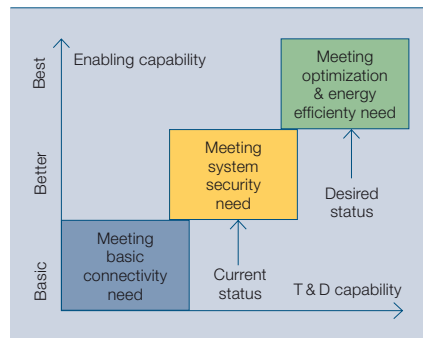 Best
Better
Basic
Enabling capability
Meeting
optimization
& energy
efficienty need
Meeting
system
security
need
Desired
status
Meeting
basic
connectivity
need
Current
status
T & D capability